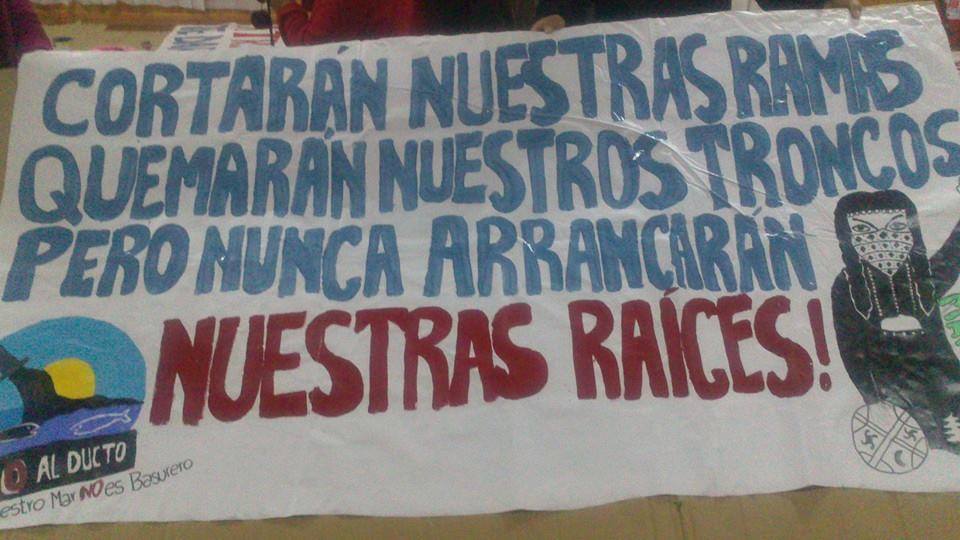 CORTARÁN NUESTRAS RAMAS
QUEMARÁN NUESTROS TRONCOS
PERO NUNCA ARRANCARÁN
NUESTRAS RAÍCES!
AL DUCTO
Mar NO es Basurero